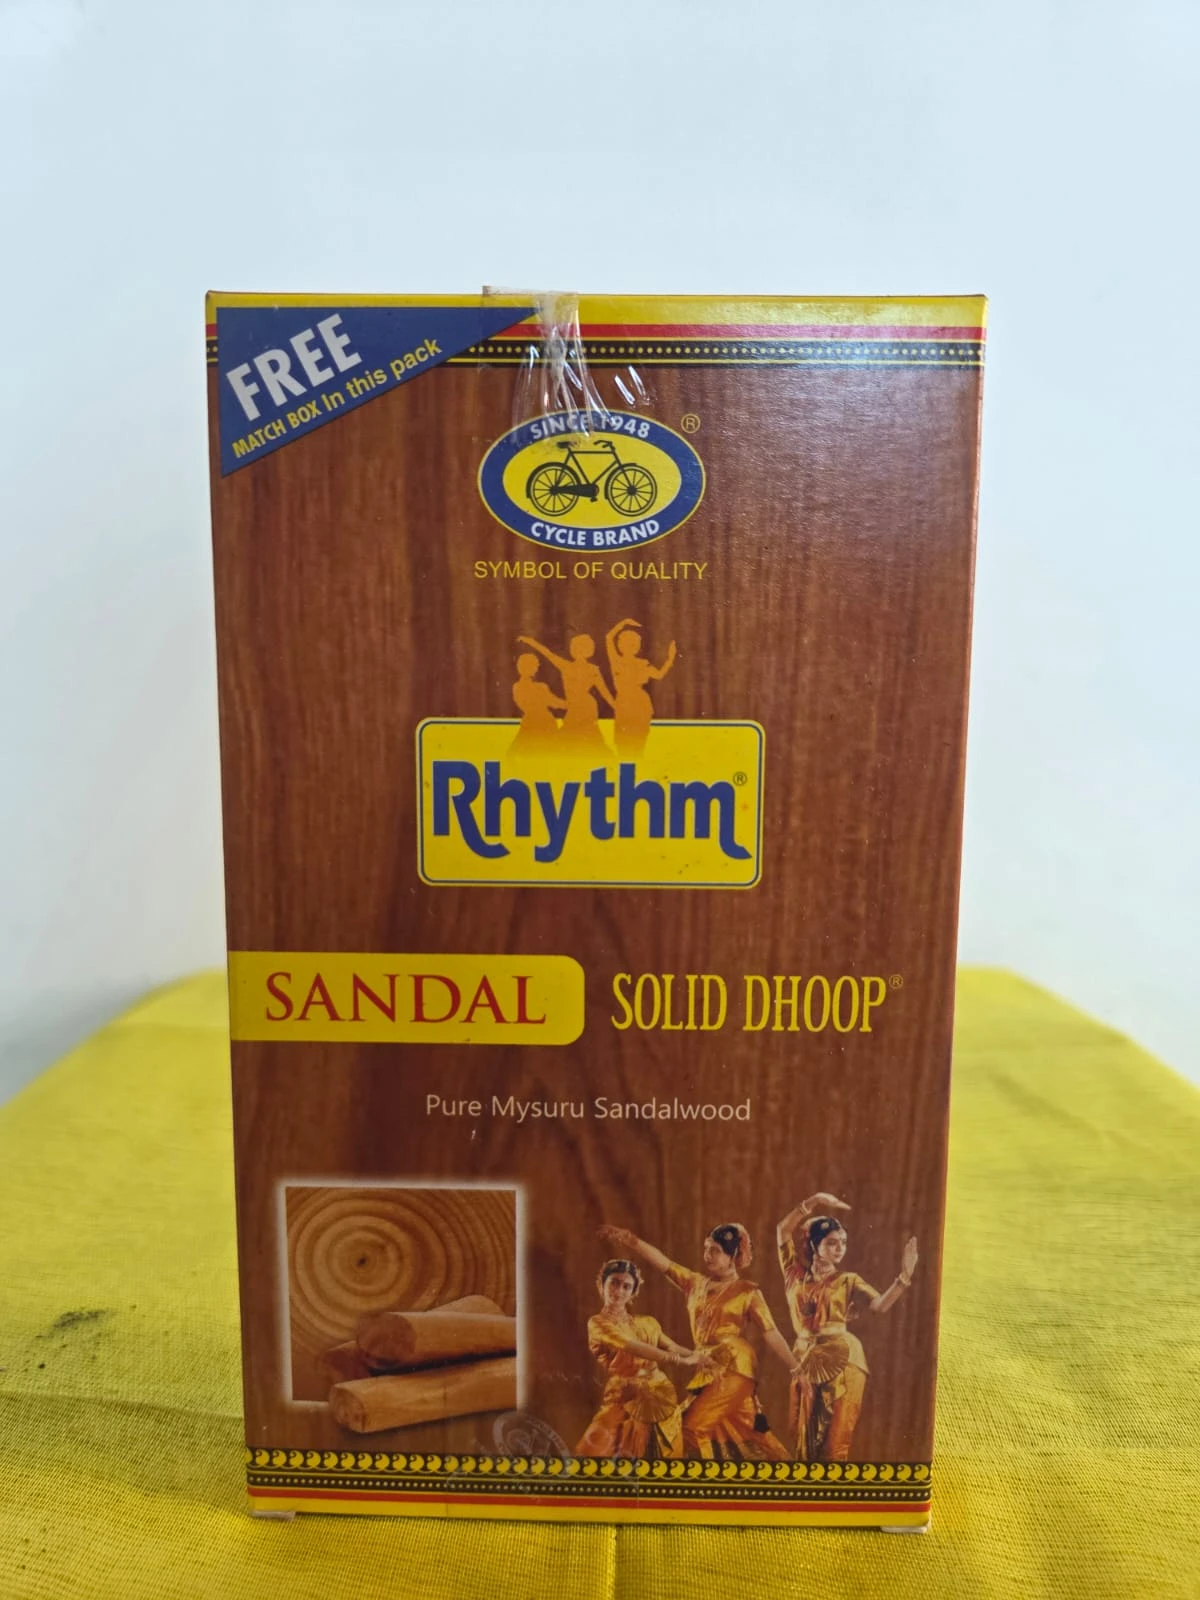 FREE
MATCH BOX In this pack
SINCE 1948
®
CYCLE BRAND
SYMBOL OF QUALITY
Rhythm®
SANDAL SOLID DHOOP®
Pure Mysuru Sandalwood